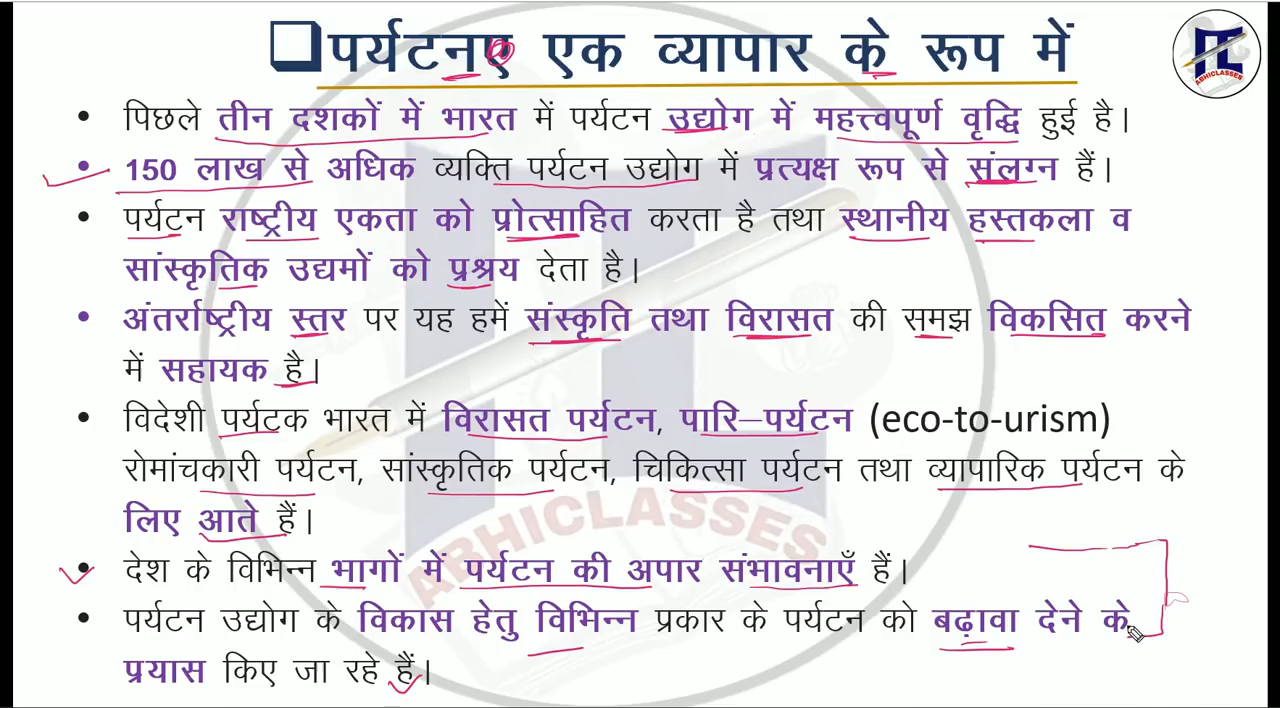 ❑पर्यटनए एक व्यापार के रूप में
ABHICLASSES
• पिछले तीन दशकों में भारत में पर्यटन उद्योग में महत्त्वपूर्ण वृद्धि हुई है।
• 150 लाख से अधिक व्यक्ति पर्यटन उद्योग में प्रत्यक्ष रूप से संलग्न हैं।
• पर्यटन राष्ट्रीय एकता को प्रोत्साहित करता है तथा स्थानीय हस्तकला व
सांस्कृतिक उद्यमों को प्रश्रय देता है।
• अंतर्राष्ट्रीय स्तर पर यह हमें संस्कृति तथा विरासत की समझ विकसित करने
में सहायक है।
• विदेशी पर्यटक भारत में विरासत पर्यटन, पारि–पर्यटन (eco-to-urism)
रोमांचकारी पर्यटन, सांस्कृतिक पर्यटन, चिकित्सा पर्यटन तथा व्यापारिक पर्यटन के
लिए आते हैं।
ABHICLASSES
• देश के विभिन्न भागों में पर्यटन की अपार संभावनाएँ हैं।
• पर्यटन उद्योग के विकास हेतु विभिन्न प्रकार के पर्यटन को बढ़ावा देने के
प्रयास किए जा रहे हैं।